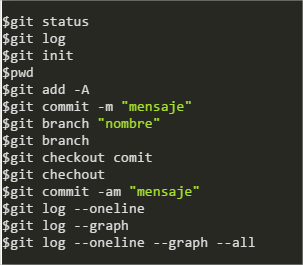 $git status
$git log
$git init
$pwd
$git add -A
$git commit -m "mensaje"
$git branch "nombre"
$git branch
$git checkout comit
$git chechout
$git commit -am "mensaje"
$git log --oneline
$git log --graph
$git log --oneline --graph --all